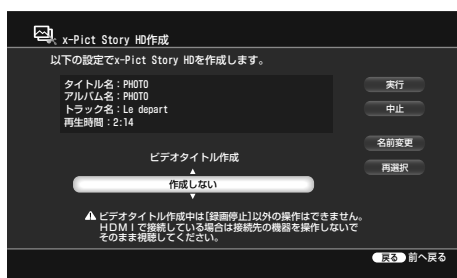 x-Pict Story HD作成
以下の設定でx-Pict Story HDを作成します。
タイトル名：PHOTO
アルバム名：PHOTO
トラック名：Le depart
再生時間：2:14
実行
中止
名前変更
再選択
ビデオタイトル作成
作成しない
ビデオタイトル作成中は[録画停止]以外の操作はできません。
HDMIで接続している場合は接続先の機器を操作しないで
そのまま視聴してください。
戻る 前へ戻る